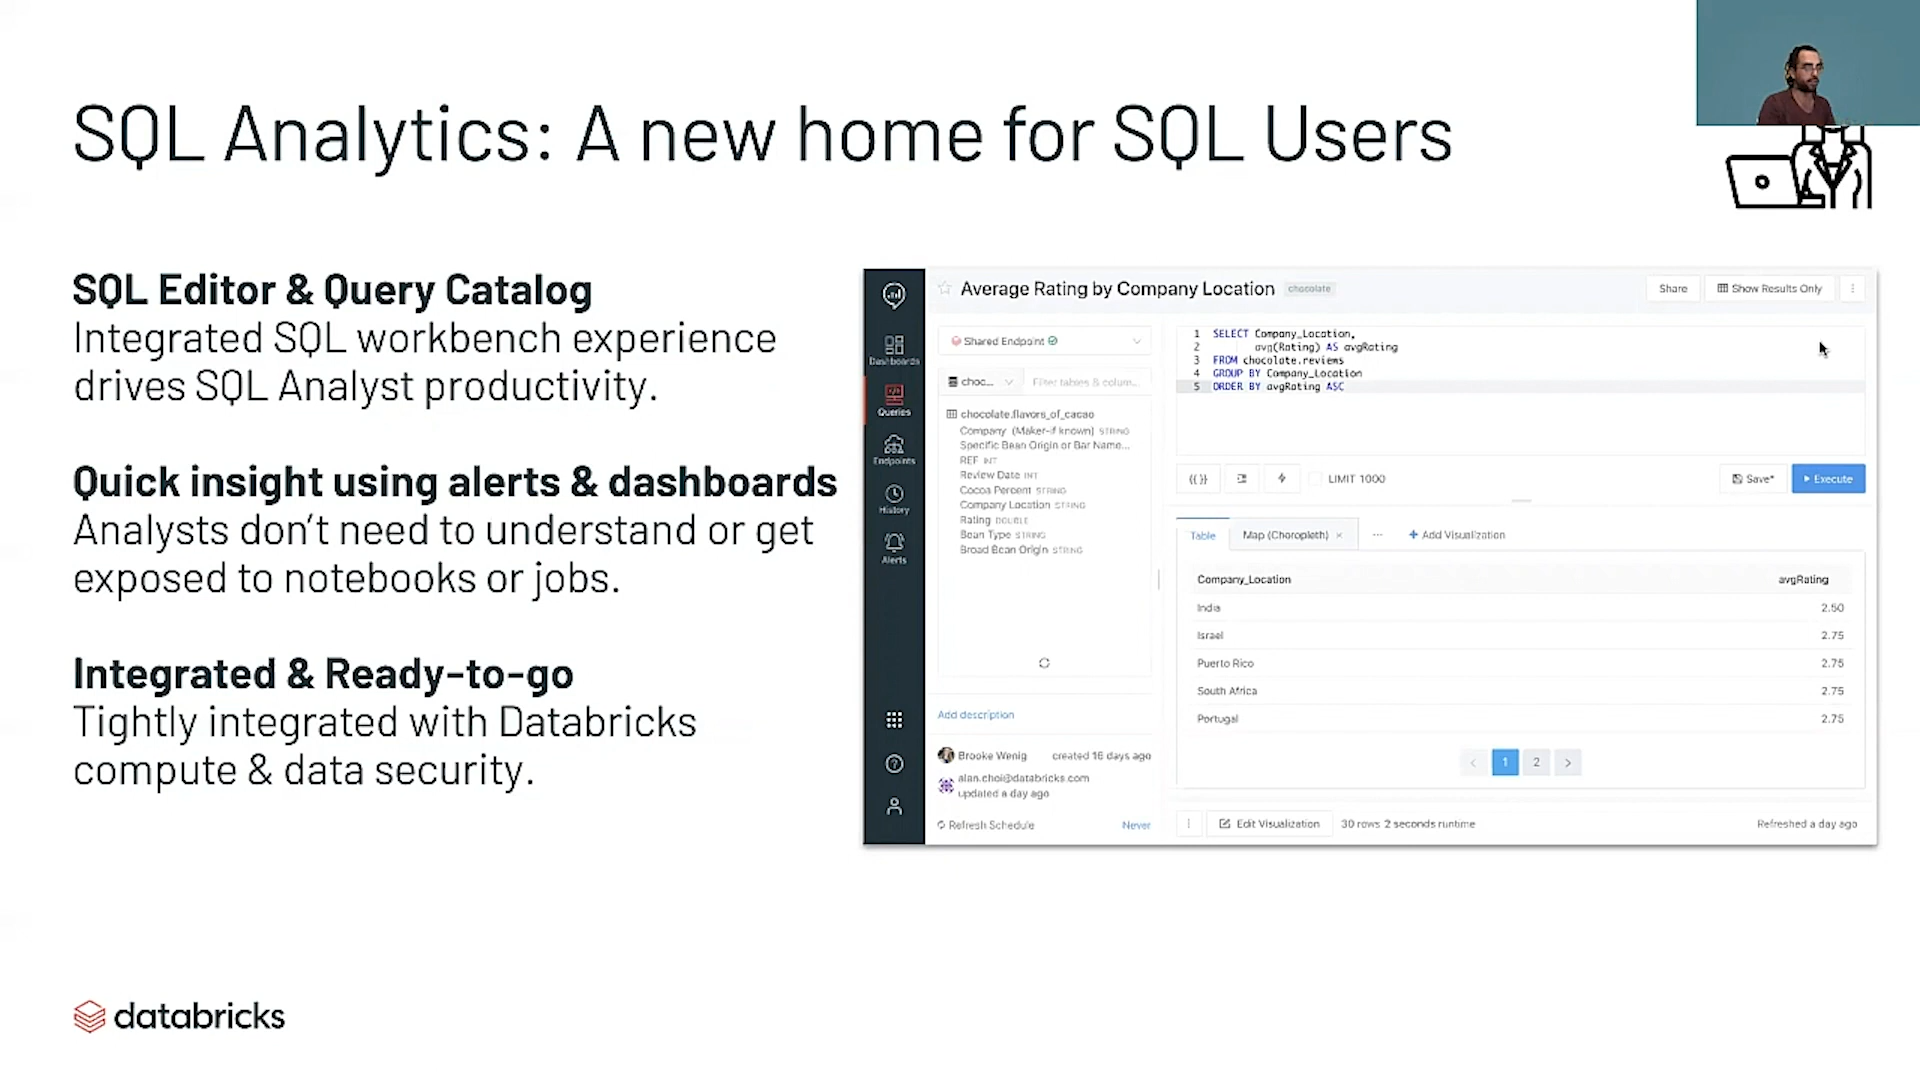 SQL Analytics: A new home for SQL Users
SQL Editor & Query Catalog
Integrated SQL workbench experience
drives SQL Analyst productivity.
Quick insight using alerts & dashboards
Analysts don't need to understand or get
exposed to notebooks or jobs.
Integrated & Ready-to-go
Tightly integrated with Databricks
compute & data security.
Dashboards
Queries
Endpoints
History
Alerts
Average Rating by Company Location chocolate
Share Show Results Only
Shared Endpoint
choc... Filter tables & colum...
chocolate.flavors_of_cacao
Company (Maker-if known) STRING
Specific Bean Origin or Bar Name...
REF INT
Review Date INT
Cocoa Percent STRING
Company Location STRING
Rating DOUBLE
Bean Type STRING
Broad Bean Origin STRING
Add description
Brooke Wenig created 16 days ago
alan.choi@databricks.com
updated a day ago
Refresh Schedule Never
1 SELECT Company_Location,
2 avg(Rating) AS avgRating
3 FROM chocolate.reviews
4 GROUP BY Company_Location
5 ORDER BY avgRating ASC
{{ }} LIMIT 1000 Save* Execute
Table Map (Choropleth) × ... + Add Visualization
Company_Location avgRating
India 2.50
Israel 2.75
Puerto Rico 2.75
South Africa 2.75
Portugal 2.75
< 1 2 >
Edit Visualization 30 rows 2 seconds runtime Refreshed a day ago
databricks